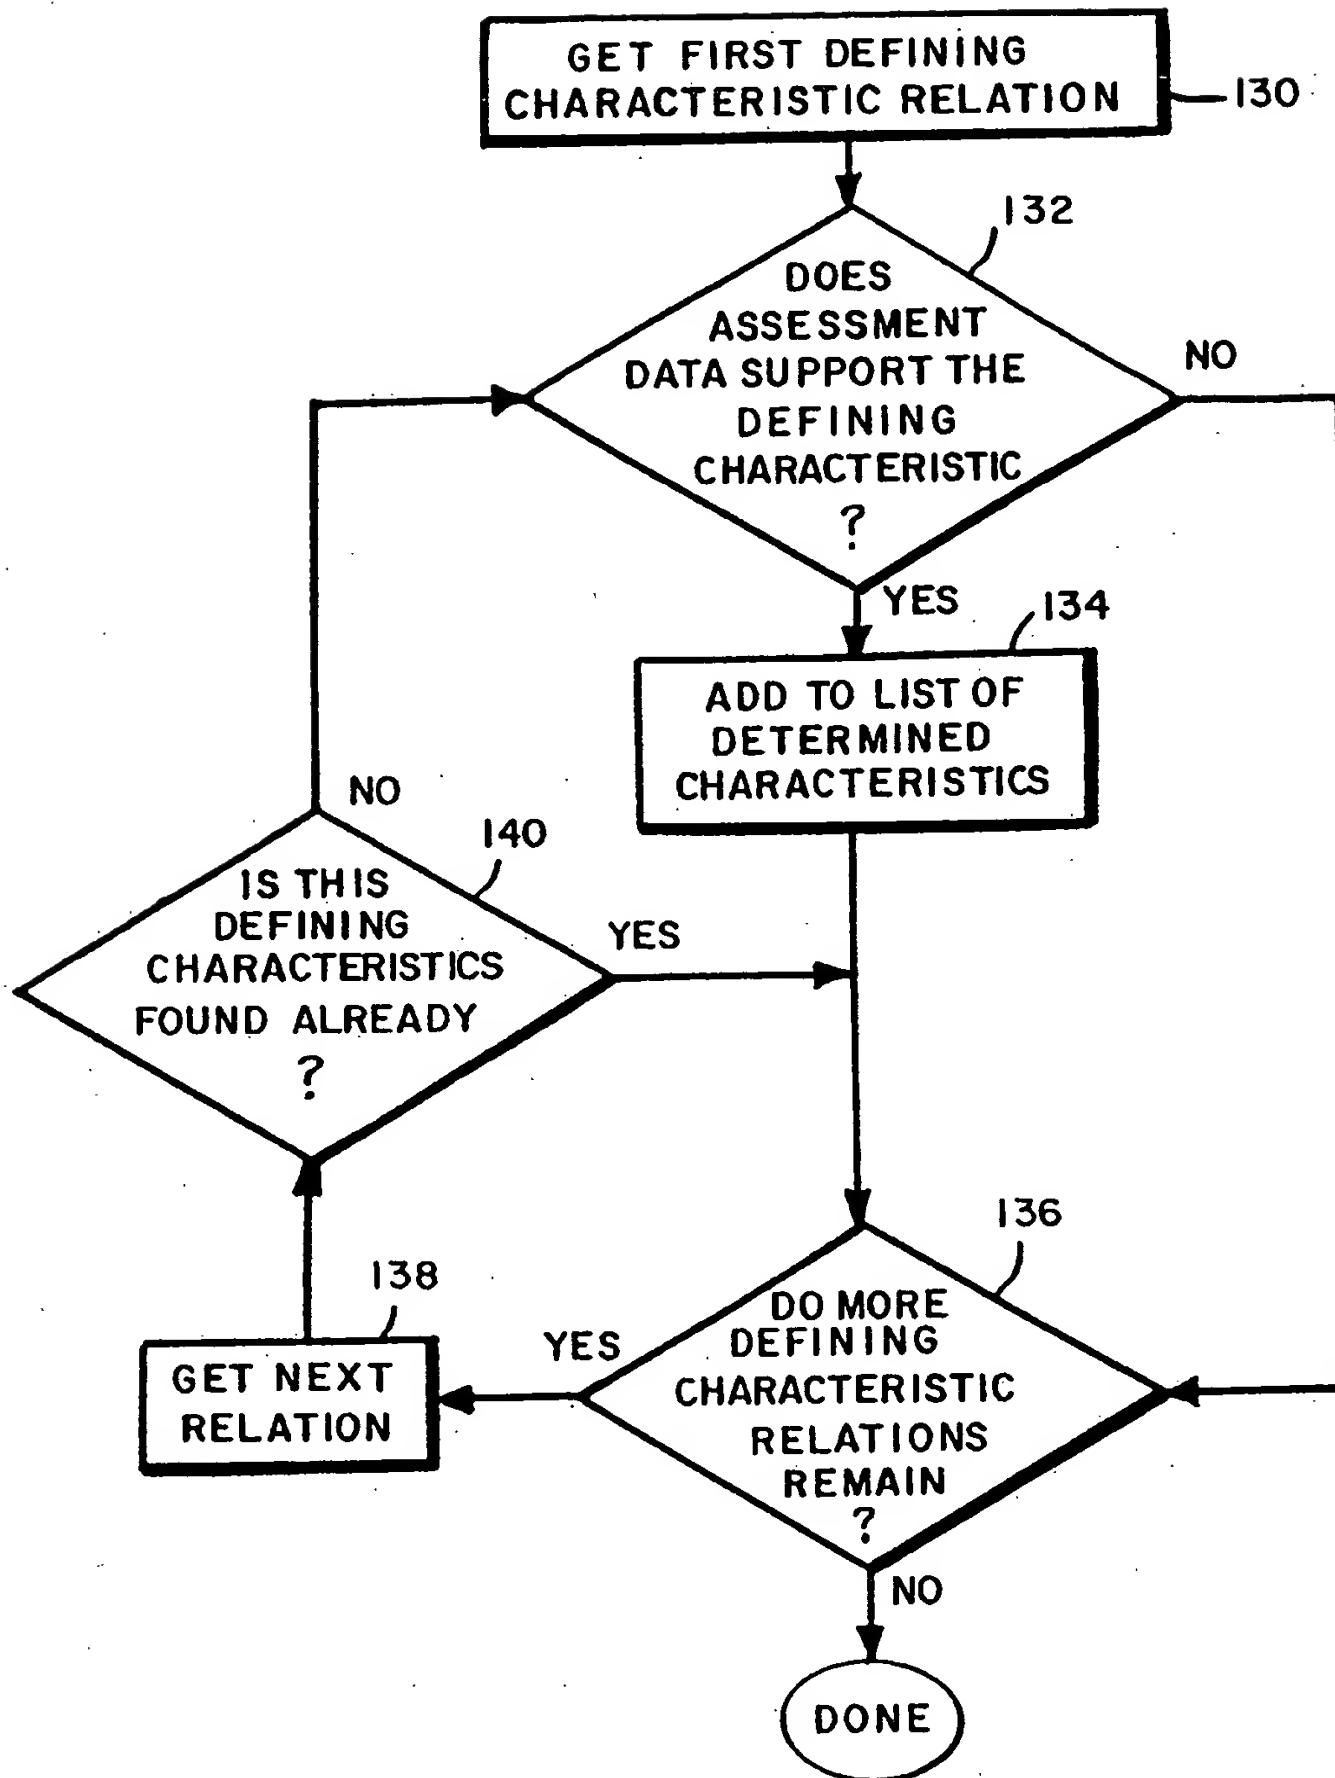 GET FIRST DEFINING
CHARACTERISTIC RELATION
130
132
DOES
ASSESSMENT
DATA SUPPORT THE
DEFINING
CHARACTERISTIC
?
NO
YES
134
ADD TO LIST OF
DETERMINED
CHARACTERISTICS
NO
140
IS THIS
DEFINING
CHARACTERISTICS
FOUND ALREADY
?
YES
136
DO MORE
DEFINING
CHARACTERISTIC
RELATIONS
REMAIN
?
YES
138
GET NEXT
RELATION
NO
DONE